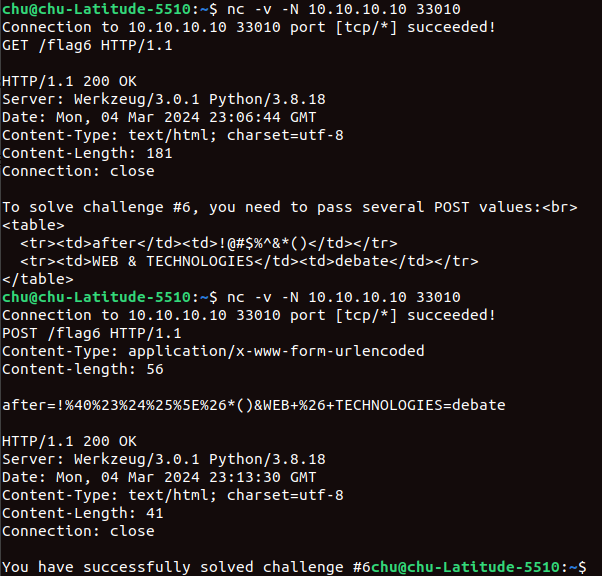 chu@chu-Latitude-5510:~$ nc -v -N 10.10.10.10 33010
Connection to 10.10.10.10 33010 port [tcp/*] succeeded!
GET /flag6 HTTP/1.1

HTTP/1.1 200 OK
Server: Werkzeug/3.0.1 Python/3.8.18
Date: Mon, 04 Mar 2024 23:06:44 GMT
Content-Type: text/html; charset=utf-8
Content-Length: 181
Connection: close

To solve challenge #6, you need to pass several POST values:<br>
<table>
  <tr><td>after</td><td>!@#$%^&*()</td></tr>
  <tr><td>WEB & TECHNOLOGIES</td><td>debate</td></tr>
</table>
chu@chu-Latitude-5510:~$ nc -v -N 10.10.10.10 33010
Connection to 10.10.10.10 33010 port [tcp/*] succeeded!
POST /flag6 HTTP/1.1
Content-Type: application/x-www-form-urlencoded
Content-length: 56

after=!%40%23%24%25%5E%26*()&WEB+%26+TECHNOLOGIES=debate

HTTP/1.1 200 OK
Server: Werkzeug/3.0.1 Python/3.8.18
Date: Mon, 04 Mar 2024 23:13:30 GMT
Content-Type: text/html; charset=utf-8
Content-Length: 41
Connection: close

You have successfully solved challenge #6chu@chu-Latitude-5510:~$